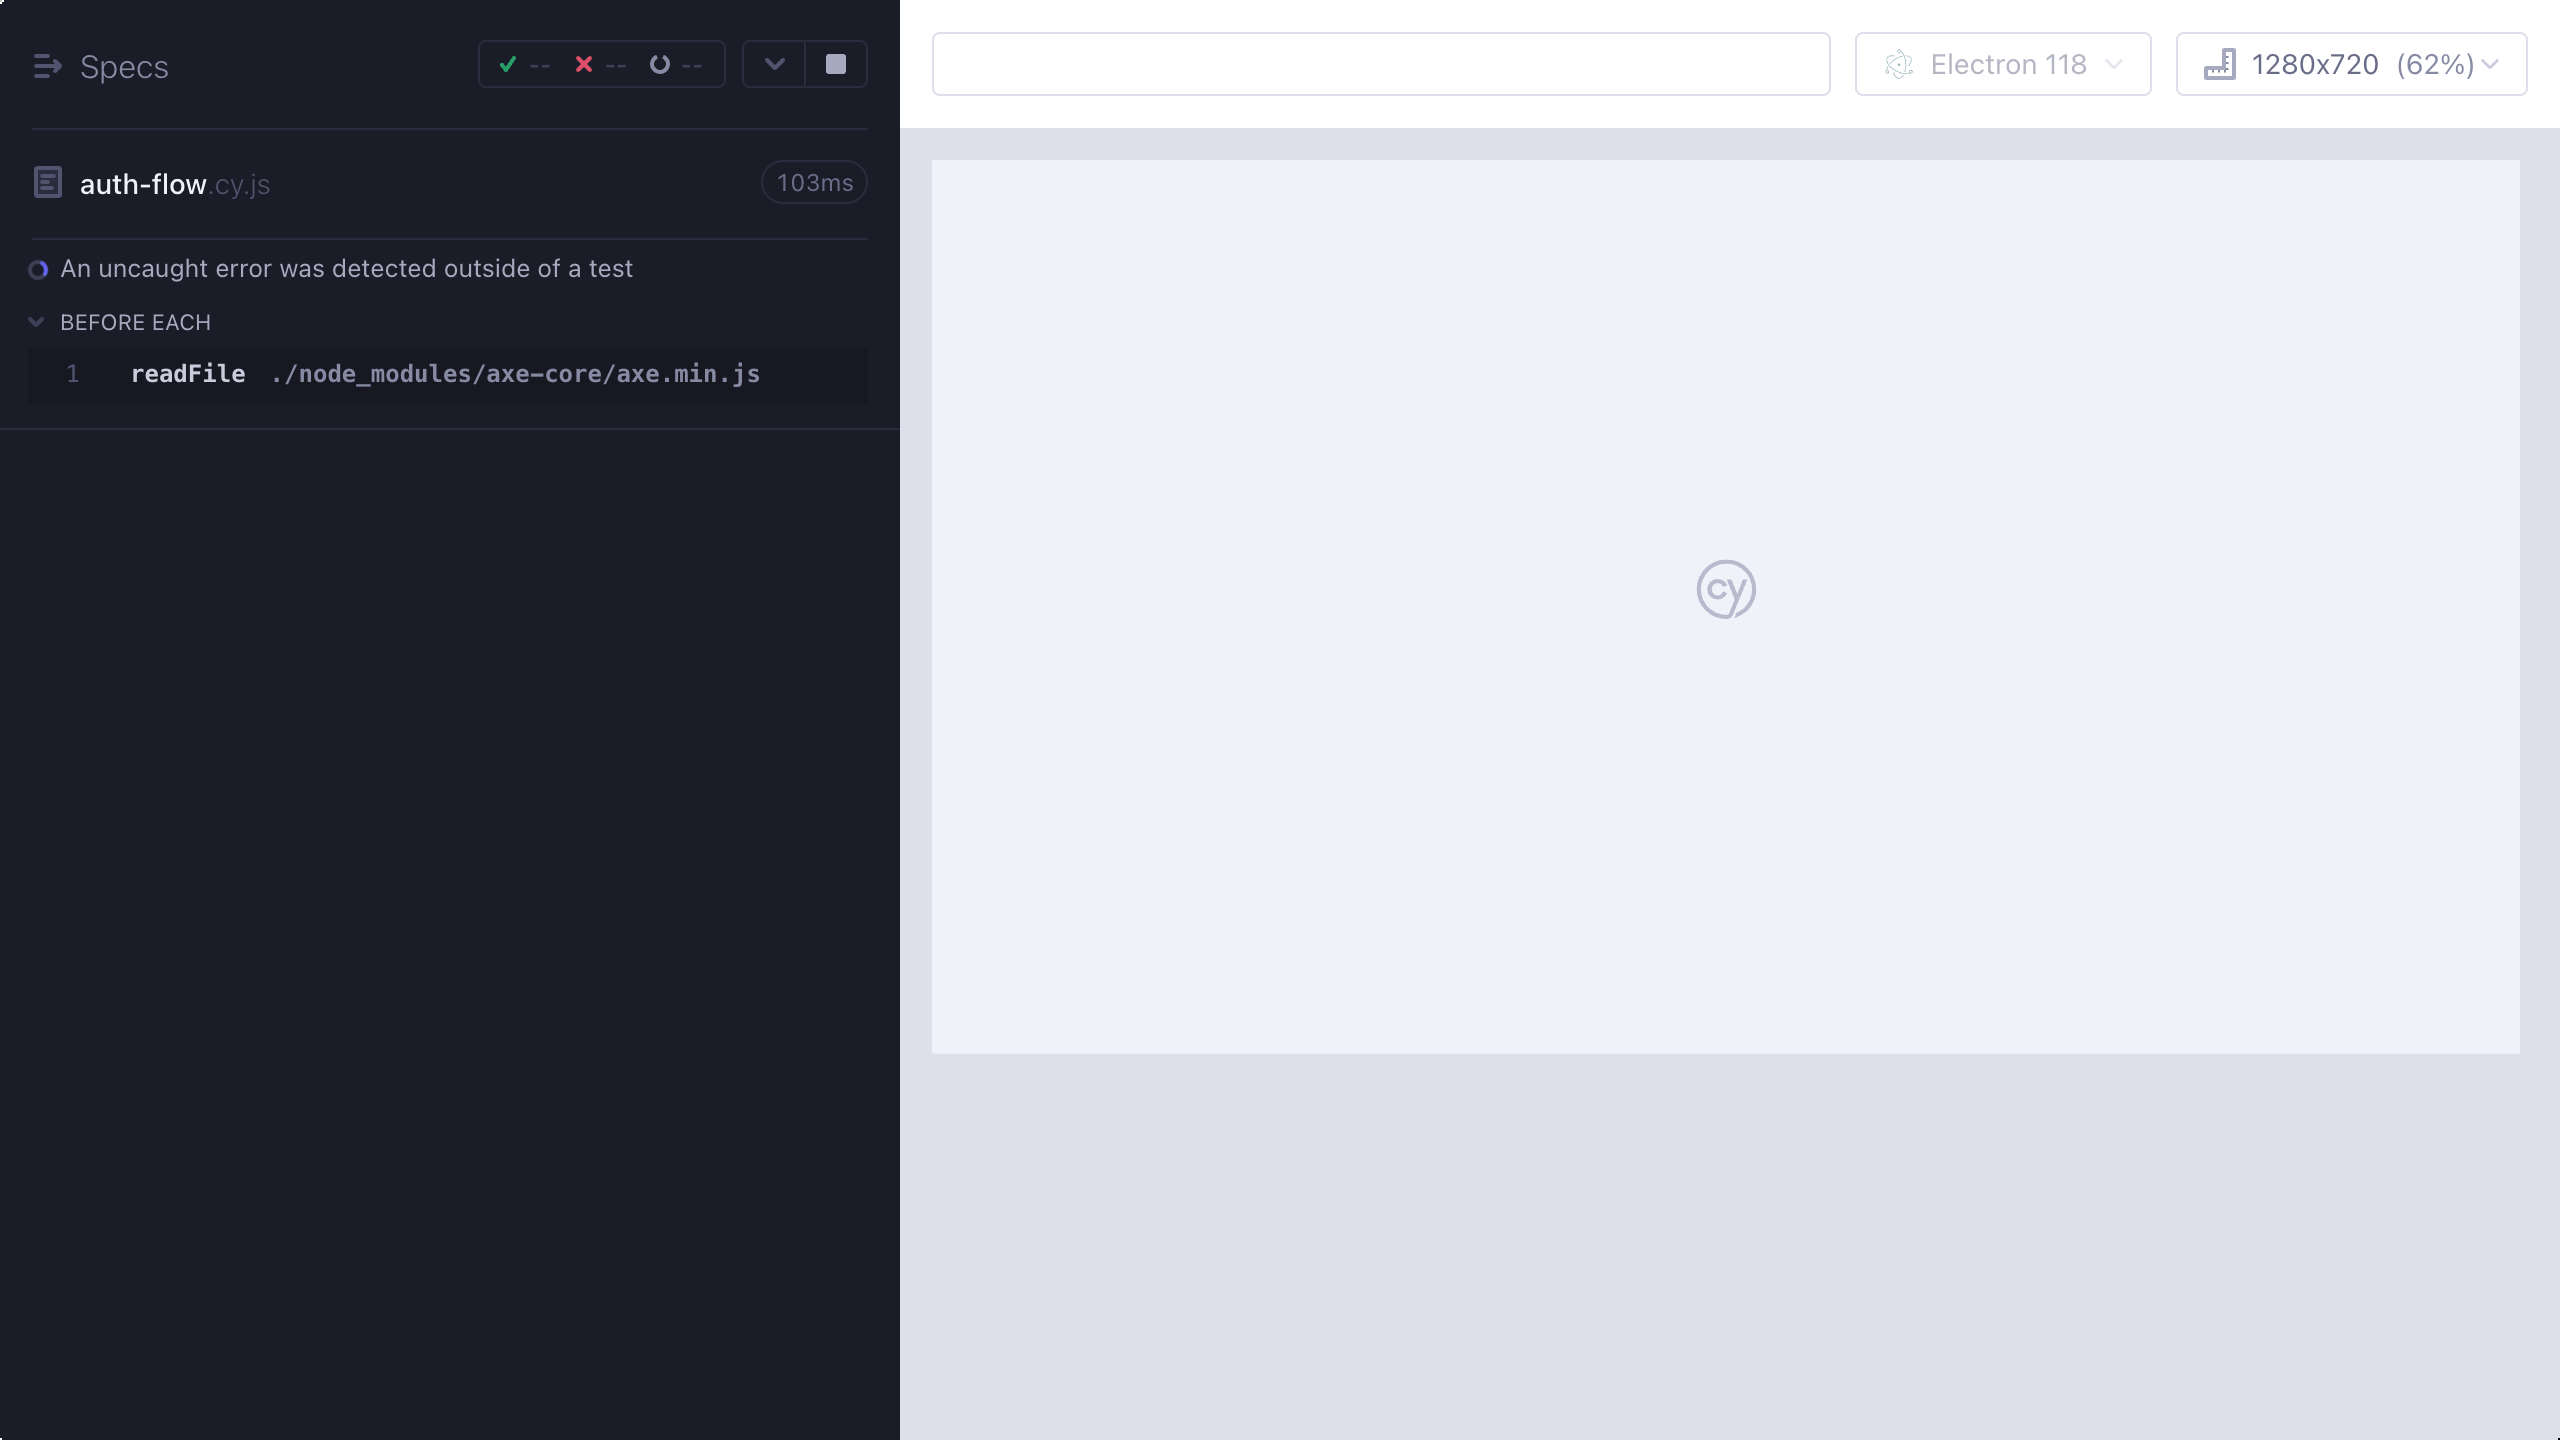 Specs
-- -- --
Electron 118
1280x720 (62%)
auth-flow.cy.js
103ms
An uncaught error was detected outside of a test
BEFORE EACH
1 readFile ./node_modules/axe-core/axe.min.js
cy